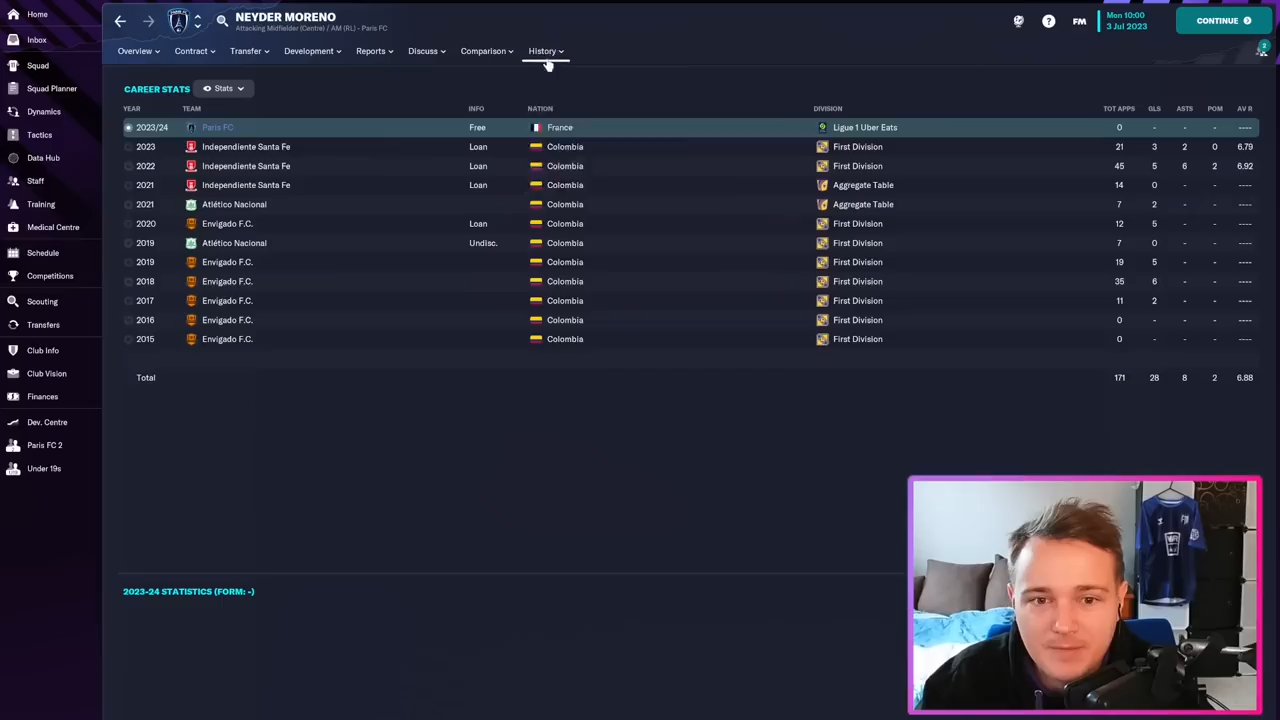 Home
Inbox
Squad
Squad Planner
Dynamics
Tactics
Data Hub
Staff
Training
Medical Centre
Schedule
Competitions
Scouting
Transfers
Club Info
Club Vision
Finances
Dev. Centre
Paris FC 2
Under 19s
NEYDER MORENO
Attacking Midfielder (Centre) / AM (RL) - Paris FC
FM
Mon 10:00
3 Jul 2023
CONTINUE
2
Overview Contract Transfer Development Reports Discuss Comparison History
CAREER STATS Stats
YEAR TEAM INFO NATION DIVISION TOT APPS GLS ASTS POM AV R
2023/24 Paris FC Free France Ligue 1 Uber Eats 0 - - - ----
2023 Independiente Santa Fe Loan Colombia First Division 21 3 2 0 6.79
2022 Independiente Santa Fe Loan Colombia First Division 45 5 6 2 6.92
2021 Independiente Santa Fe Loan Colombia Aggregate Table 14 0 - - ----
2021 Atlético Nacional Colombia Aggregate Table 7 2 - - ----
2020 Envigado F.C. Loan Colombia First Division 12 5 - - ----
2019 Atlético Nacional Undisc. Colombia First Division 7 0 - - ----
2019 Envigado F.C. Colombia First Division 19 5 - - ----
2018 Envigado F.C. Colombia First Division 35 6 - - ----
2017 Envigado F.C. Colombia First Division 11 2 - - ----
2016 Envigado F.C. Colombia First Division 0 - - - ----
2015 Envigado F.C. Colombia First Division 0 - - - ----
Total 171 28 8 2 6.88
2023-24 STATISTICS (FORM: -)